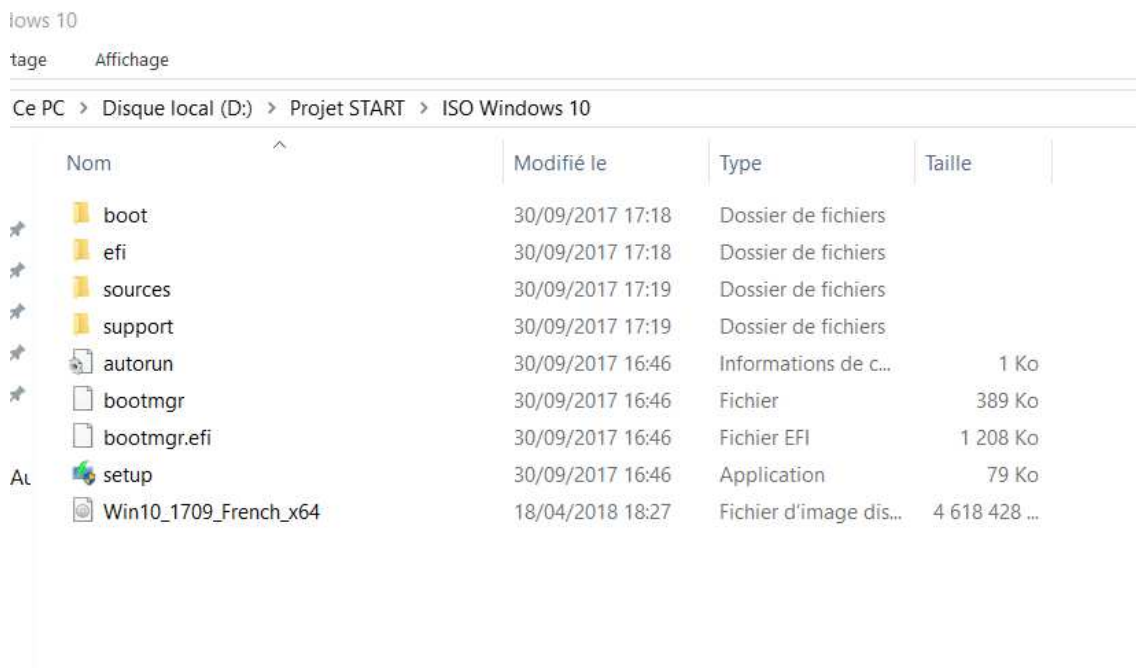 lows 10
tage Affichage
Ce PC > Disque local (D:) > Projet START > ISO Windows 10
Nom Modifié le Type Taille
boot 30/09/2017 17:18 Dossier de fichiers
efi 30/09/2017 17:18 Dossier de fichiers
sources 30/09/2017 17:19 Dossier de fichiers
support 30/09/2017 17:19 Dossier de fichiers
autorun 30/09/2017 16:46 Informations de c... 1 Ko
bootmgr 30/09/2017 16:46 Fichier 389 Ko
bootmgr.efi 30/09/2017 16:46 Fichier EFI 1 208 Ko
Au setup 30/09/2017 16:46 Application 79 Ko
Win10_1709_French_x64 18/04/2018 18:27 Fichier d'image dis... 4 618 428 ...